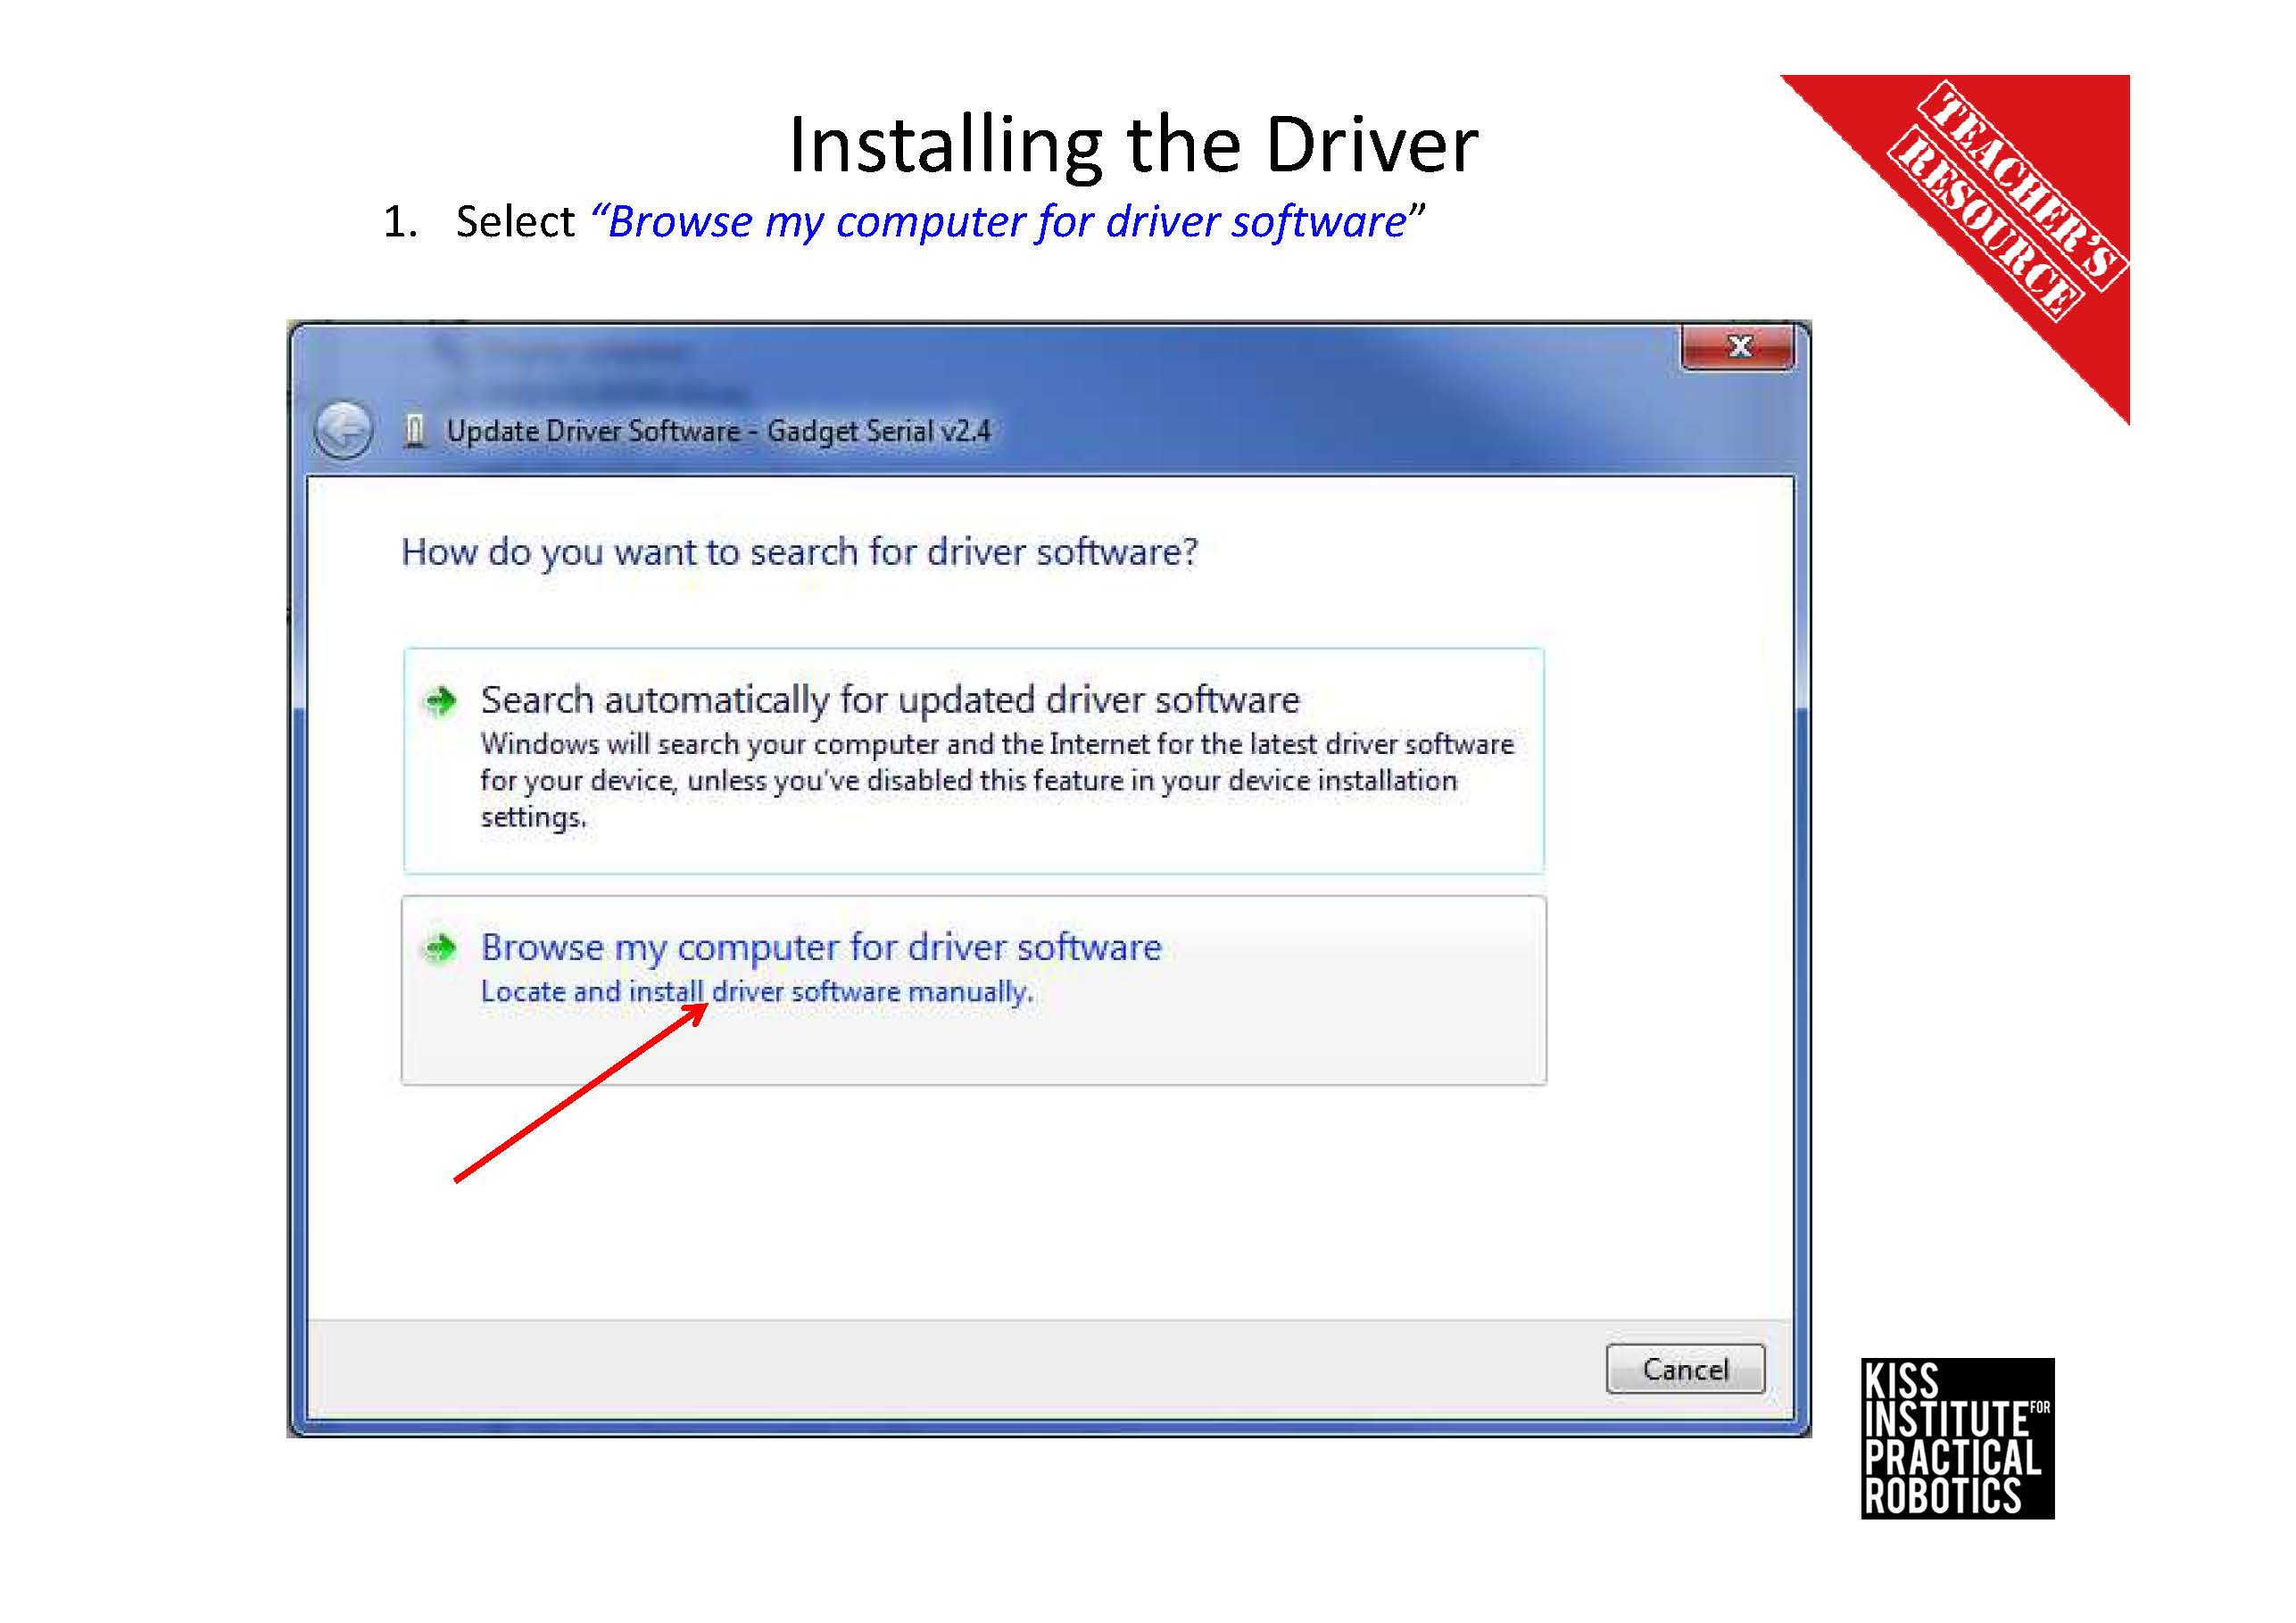 Installing the Driver
TEACHER'S
RESOURCE
1. Select “Browse my computer for driver software”
x
Update Driver Software - Gadget Serial v2.4
How do you want to search for driver software?
Search automatically for updated driver software
Windows will search your computer and the Internet for the latest driver software
for your device, unless you've disabled this feature in your device installation
settings.
Browse my computer for driver software
Locate and install driver software manually.
Cancel
KISS
INSTITUTE FOR
PRACTICAL
ROBOTICS